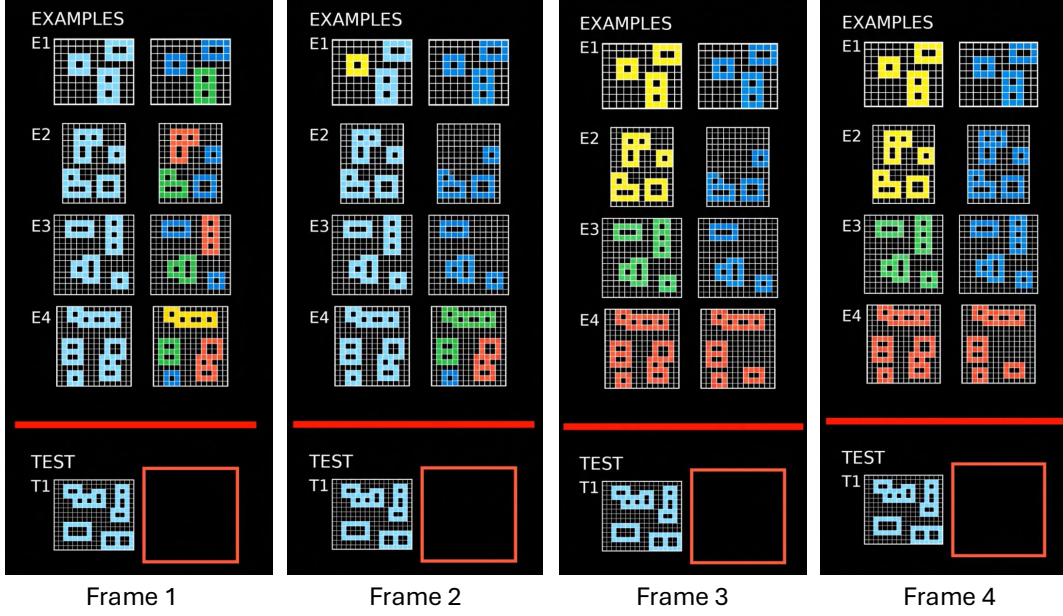 EXAMPLES
E1
E2
E3
E4
TEST
T1
Frame 1
EXAMPLES
E1
E2
E3
E4
TEST
T1
Frame 2
EXAMPLES
E1
E2
E3
E4
TEST
T1
Frame 3
EXAMPLES
E1
E2
E3
E4
TEST
T1
Frame 4